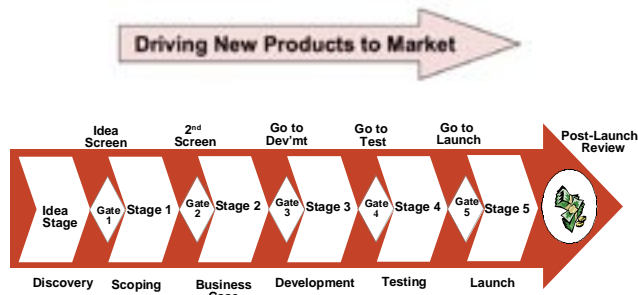 Driving New Products to Market
Idea
Screen
2nd
Screen
Go to
Dev'mt
Go to
Test
Go to
Launch
Post-Launch
Review
Idea
Stage
Gate
1
Stage 1
Gate
2
Stage 2
Gate
3
Stage 3
Gate
4
Stage 4
Gate
5
Stage 5
Discovery
Scoping
Business
Case
Development
Testing
Launch